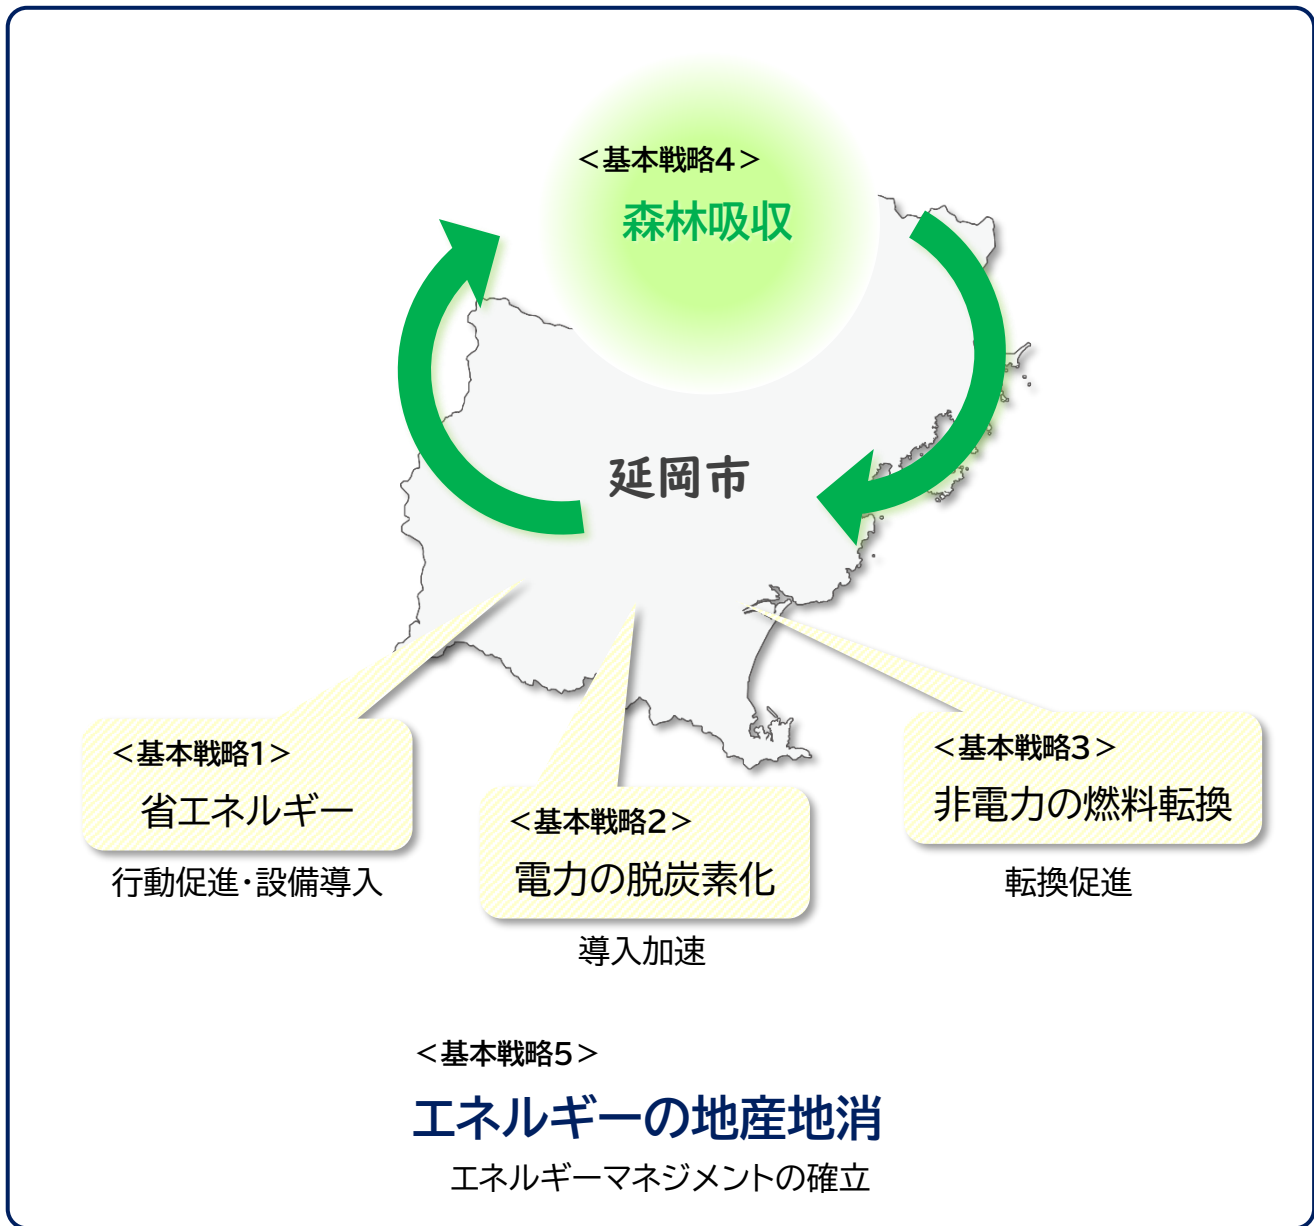 ＜基本戦略4＞
森林吸収
延岡市
＜基本戦略1＞
省エネルギー
行動促進・設備導入
＜基本戦略2＞
電力の脱炭素化
導入加速
＜基本戦略3＞
非電力の燃料転換
転換促進
＜基本戦略5＞
エネルギーの地産地消
エネルギーマネジメントの確立